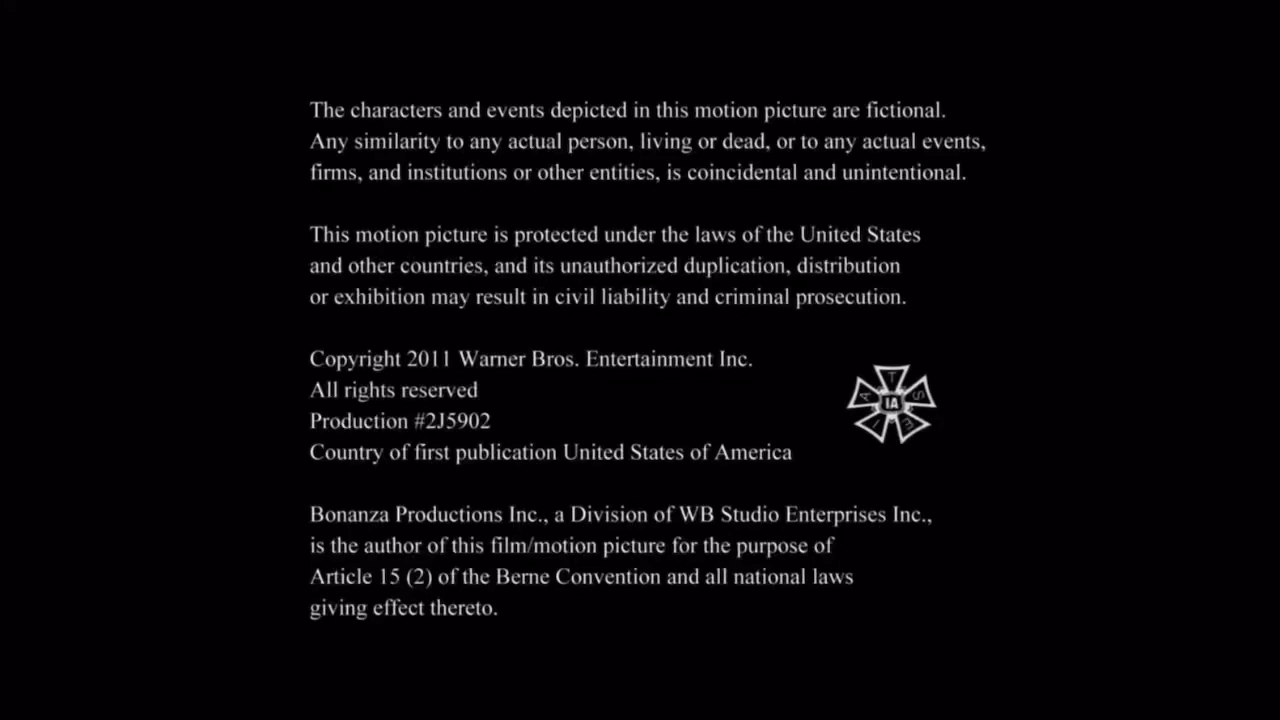 The characters and events depicted in this motion picture are fictional.
Any similarity to any actual person, living or dead, or to any actual events,
firms, and institutions or other entities, is coincidental and unintentional.
This motion picture is protected under the laws of the United States
and other countries, and its unauthorized duplication, distribution
or exhibition may result in civil liability and criminal prosecution.
Copyright 2011 Warner Bros. Entertainment Inc.
All rights reserved
Production #2J5902
Country of first publication United States of America
IA
T
S
E
I
A
Bonanza Productions Inc., a Division of WB Studio Enterprises Inc.,
is the author of this film/motion picture for the purpose of
Article 15 (2) of the Berne Convention and all national laws
giving effect thereto.